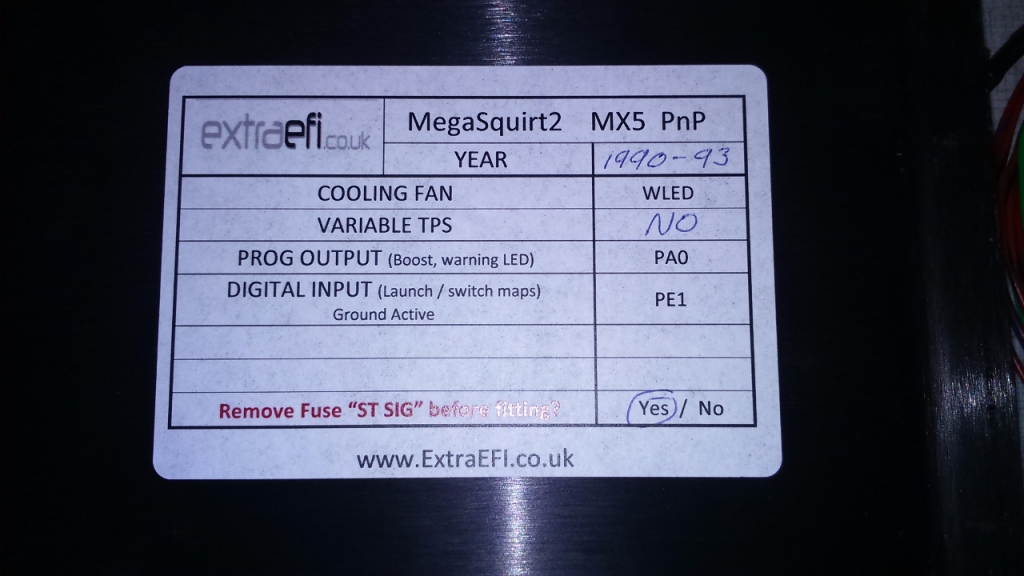 extraefi.co.uk
MegaSquirt2 MX5 PnP
YEAR 1990-93
COOLING FAN WLED
VARIABLE TPS NO
PROG OUTPUT (Boost, warning LED) PA0
DIGITAL INPUT (Launch / switch maps) PE1
Ground Active
Remove Fuse “ST SIG” before fitting? Yes / No
www.ExtraEFI.co.uk